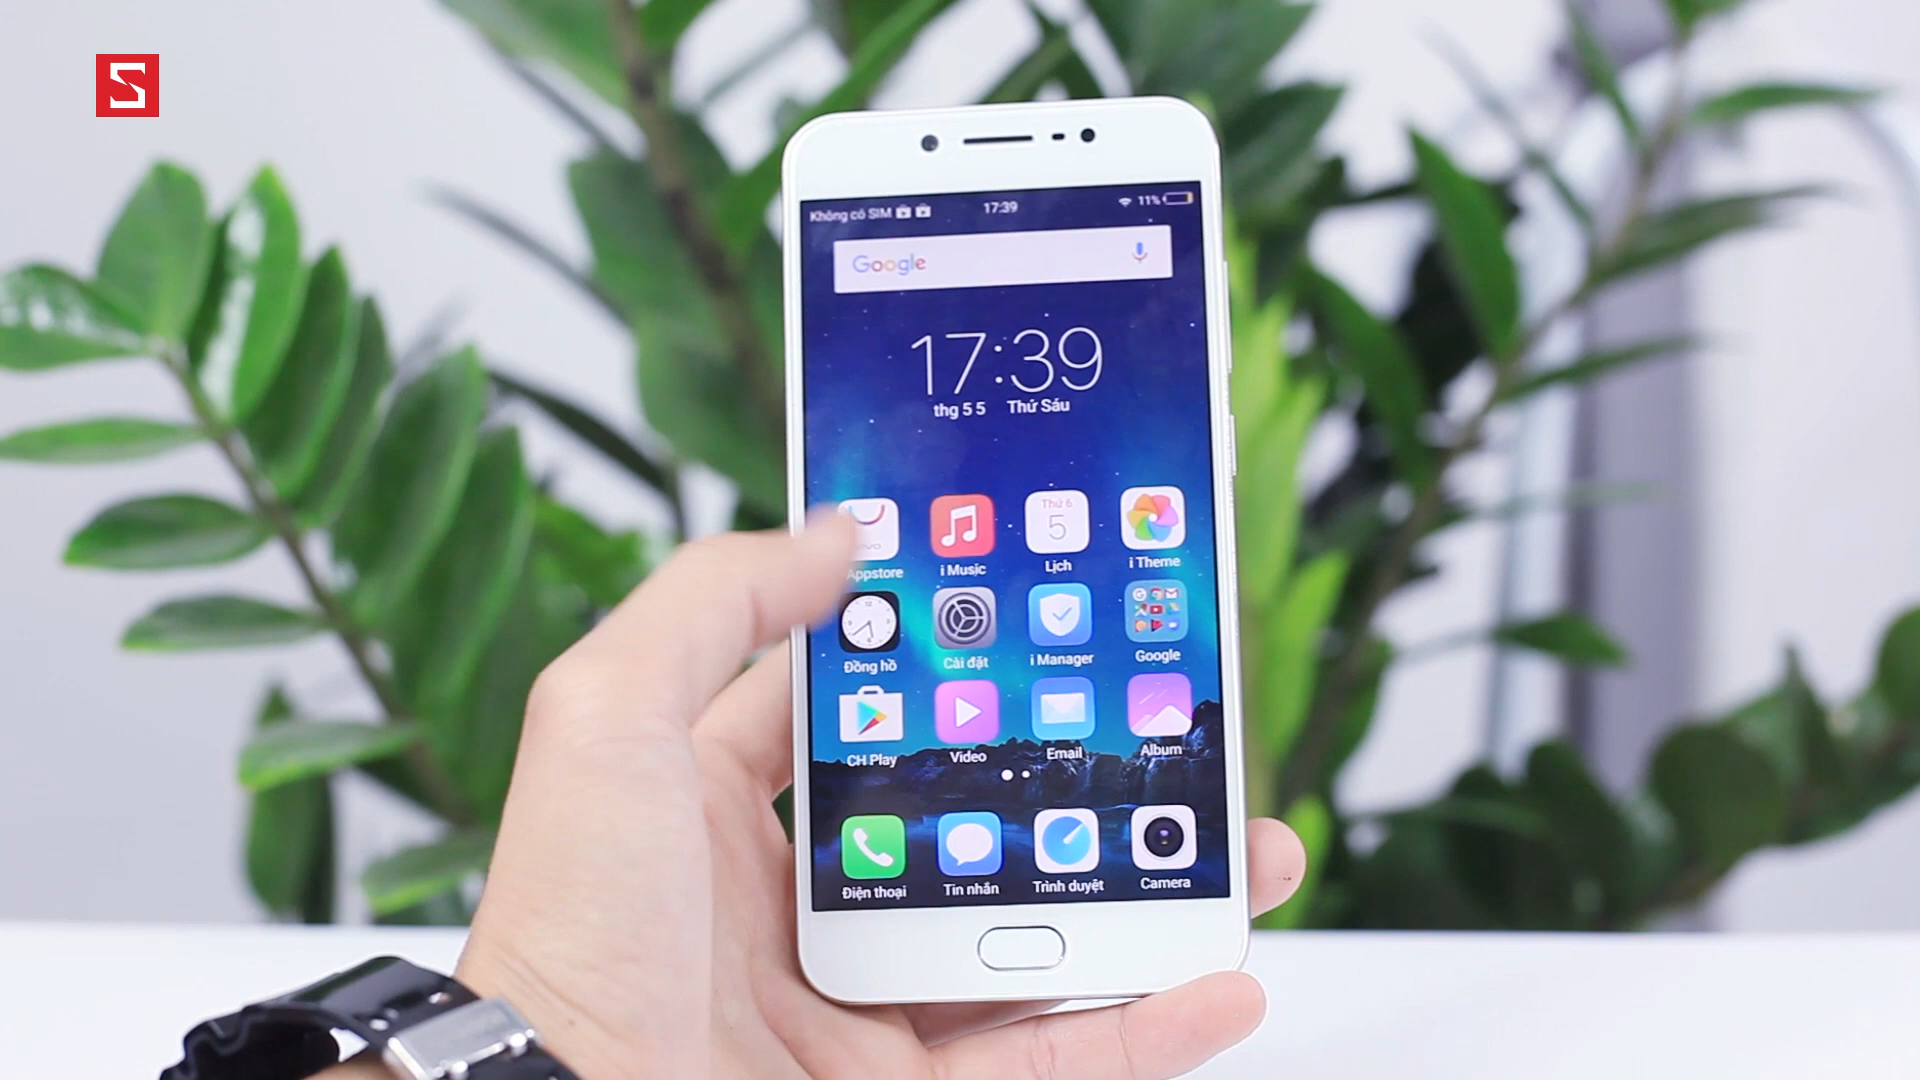 S
Không có SIM 17:39 11%
Google
17:39
thg 5 5 Thứ Sáu
Thứ 6
5
Appstore i Music Lịch i Theme
Đồng hồ Cài đặt i Manager Google
CH Play Video Email Album
Điện thoại Tin nhắn Trình duyệt Camera